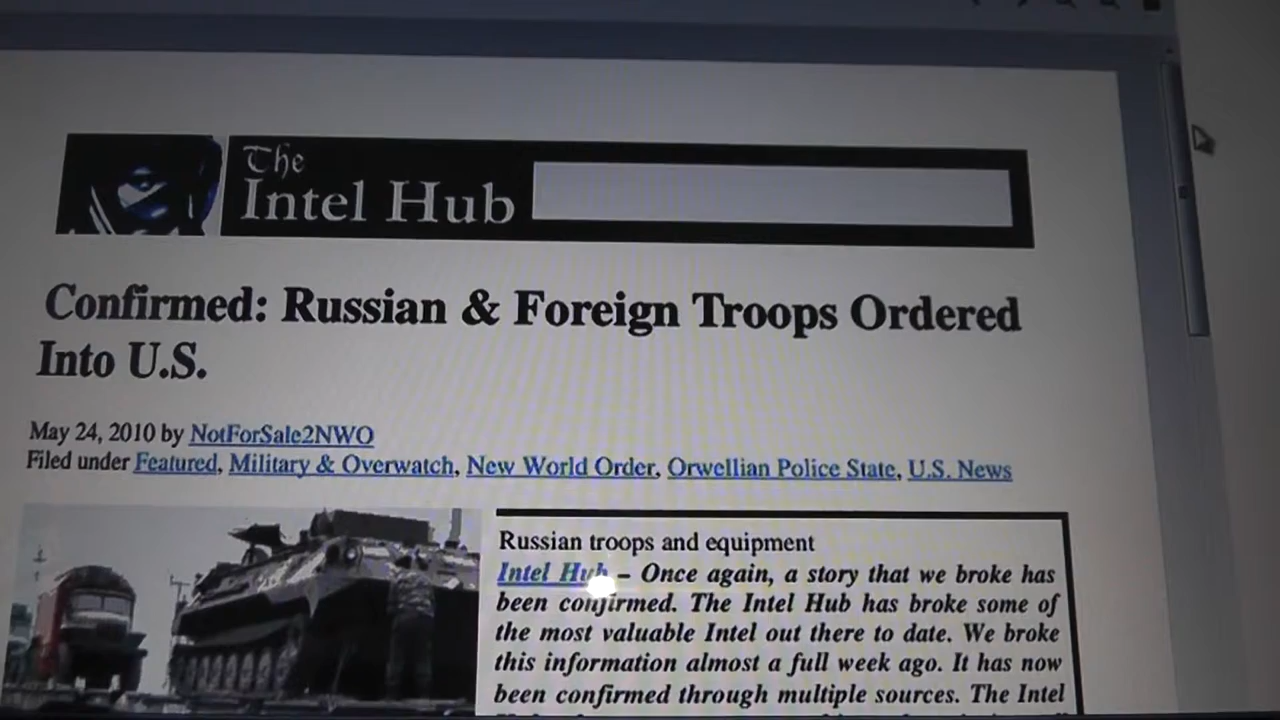 The
Intel Hub
Confirmed: Russian & Foreign Troops Ordered
Into U.S.
May 24, 2010 by NotForSale2NWO
Filed under Featured, Military & Overwatch, New World Order, Orwellian Police State, U.S. News
Russian troops and equipment
Intel Hub – Once again, a story that we broke has
been confirmed. The Intel Hub has broke some of
the most valuable Intel out there to date. We broke
this information almost a full week ago. It has now
been confirmed through multiple sources. The Intel